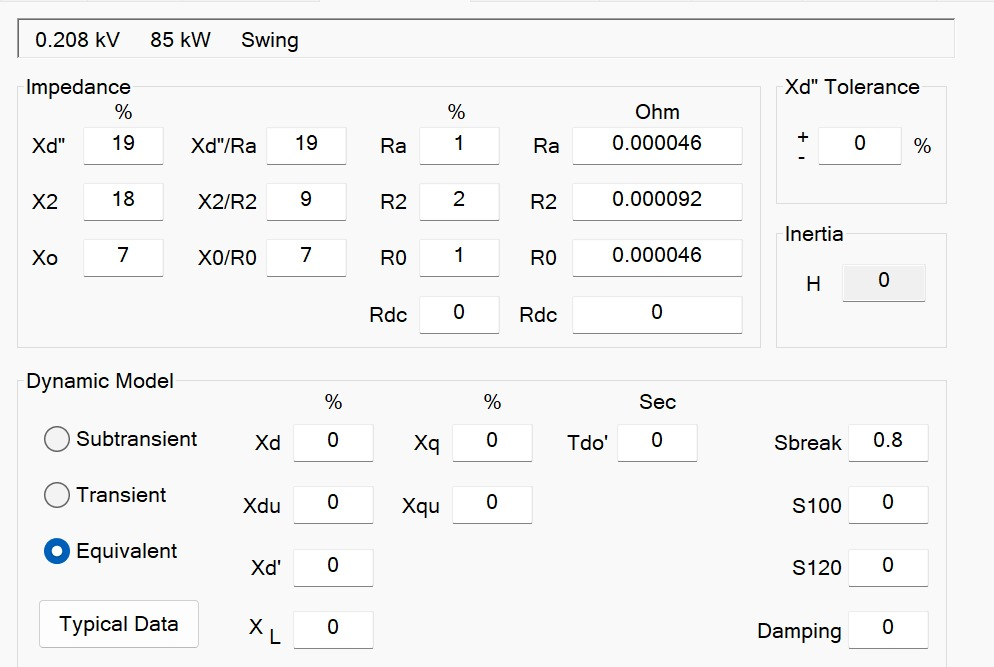 0.208 kV 85 kW Swing
Impedance
% % Ohm
Xd" 19 Xd"/Ra 19 Ra 1 Ra 0.000046
X2 18 X2/R2 9 R2 2 R2 0.000092
Xo 7 X0/R0 7 R0 1 R0 0.000046
Rdc 0 Rdc 0
Xd" Tolerance
+
- 0 %
Inertia
H 0
Dynamic Model
% % Sec
Subtransient Xd 0 Xq 0 Tdo' 0 Sbreak 0.8
Transient Xdu 0 Xqu 0 S100 0
Equivalent Xd' 0 S120 0
Typical Data X L 0 Damping 0